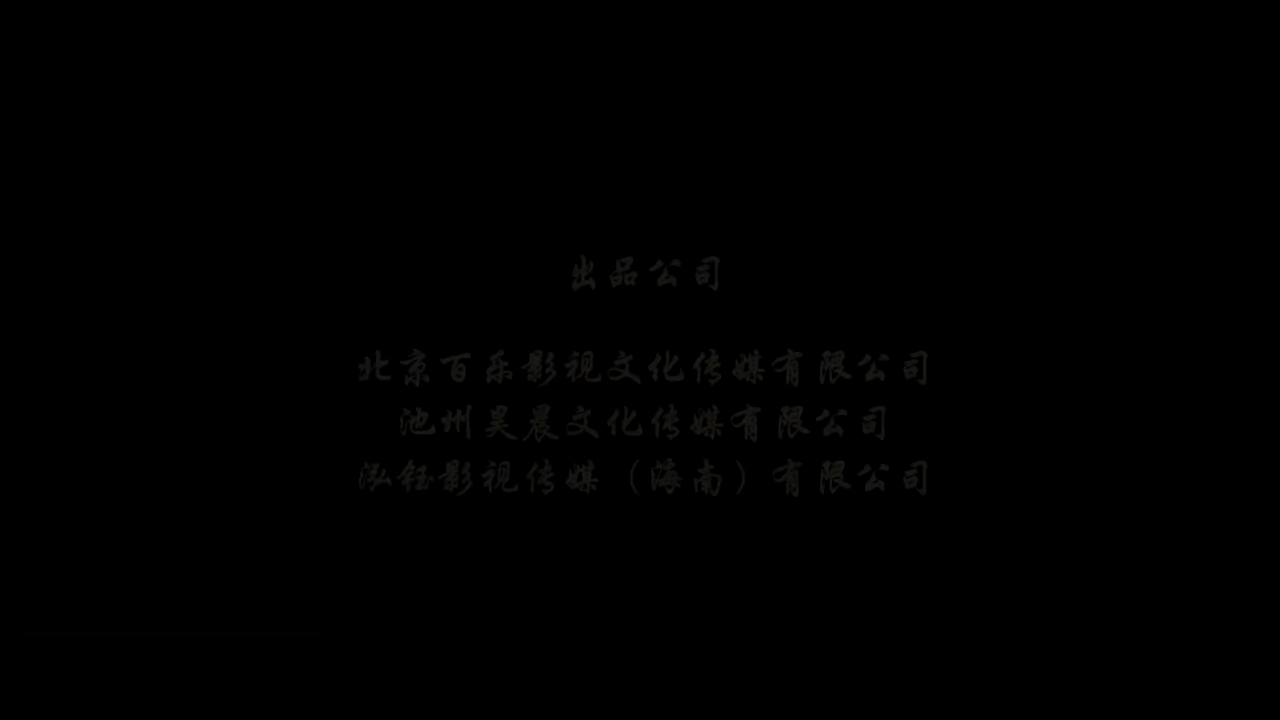 出品公司
北京百乐影视文化传媒有限公司
池州昊晨文化传媒有限公司
泓钰影视传媒（海南）有限公司